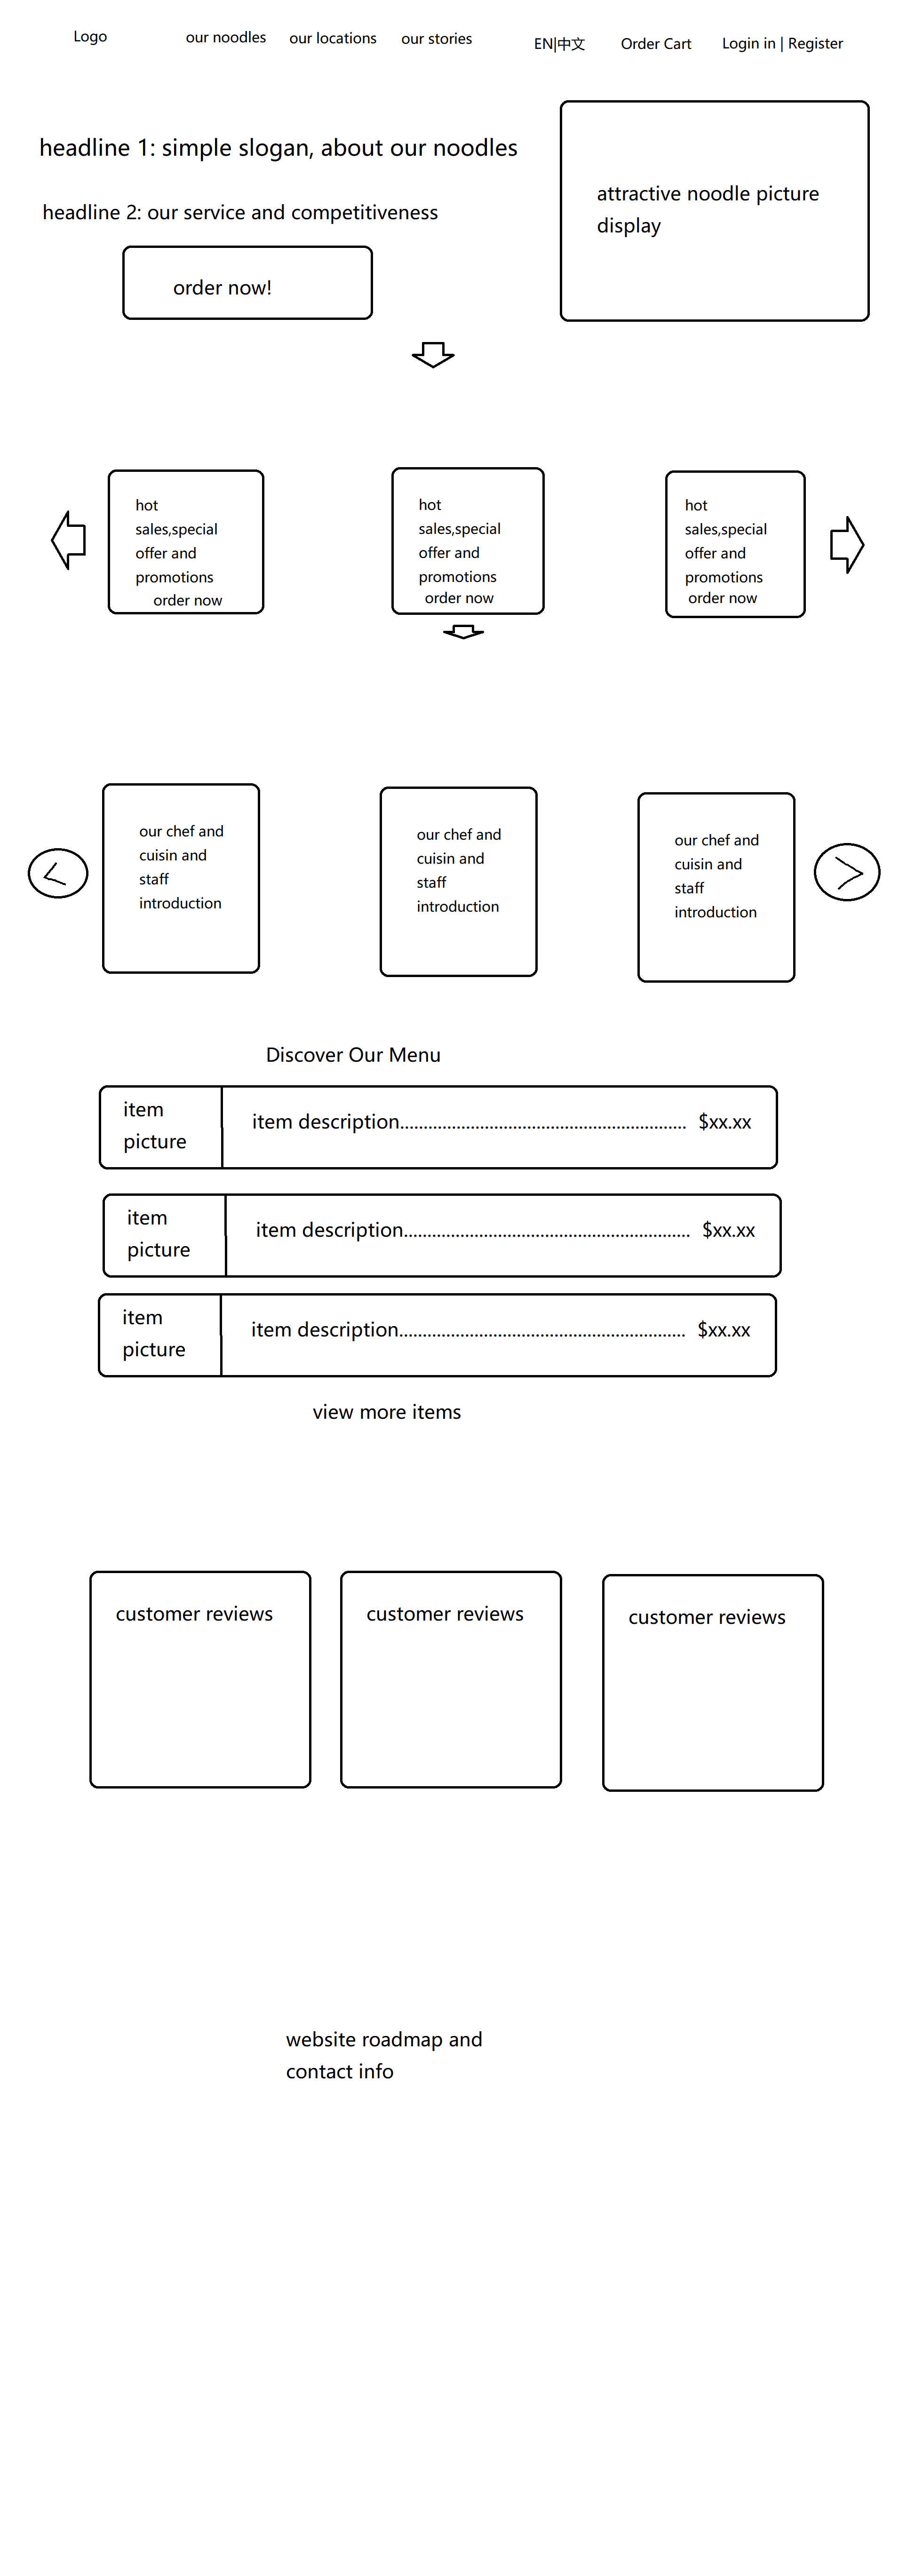 Logo
our noodles
our locations
our stories
EN|中文
Order Cart
Login in | Register
headline 1: simple slogan, about our noodles
headline 2: our service and competitiveness
order now!
attractive noodle picture
display
hot
sales,special
offer and
promotions
order now
hot
sales,special
offer and
promotions
order now
hot
sales,special
offer and
promotions
order now
our chef and
cuisin and
staff
introduction
our chef and
cuisin and
staff
introduction
our chef and
cuisin and
staff
introduction
Discover Our Menu
item
picture
item description............................................................. $xx.xx
item
picture
item description............................................................. $xx.xx
item
picture
item description............................................................. $xx.xx
view more items
customer reviews
customer reviews
customer reviews
website roadmap and
contact info